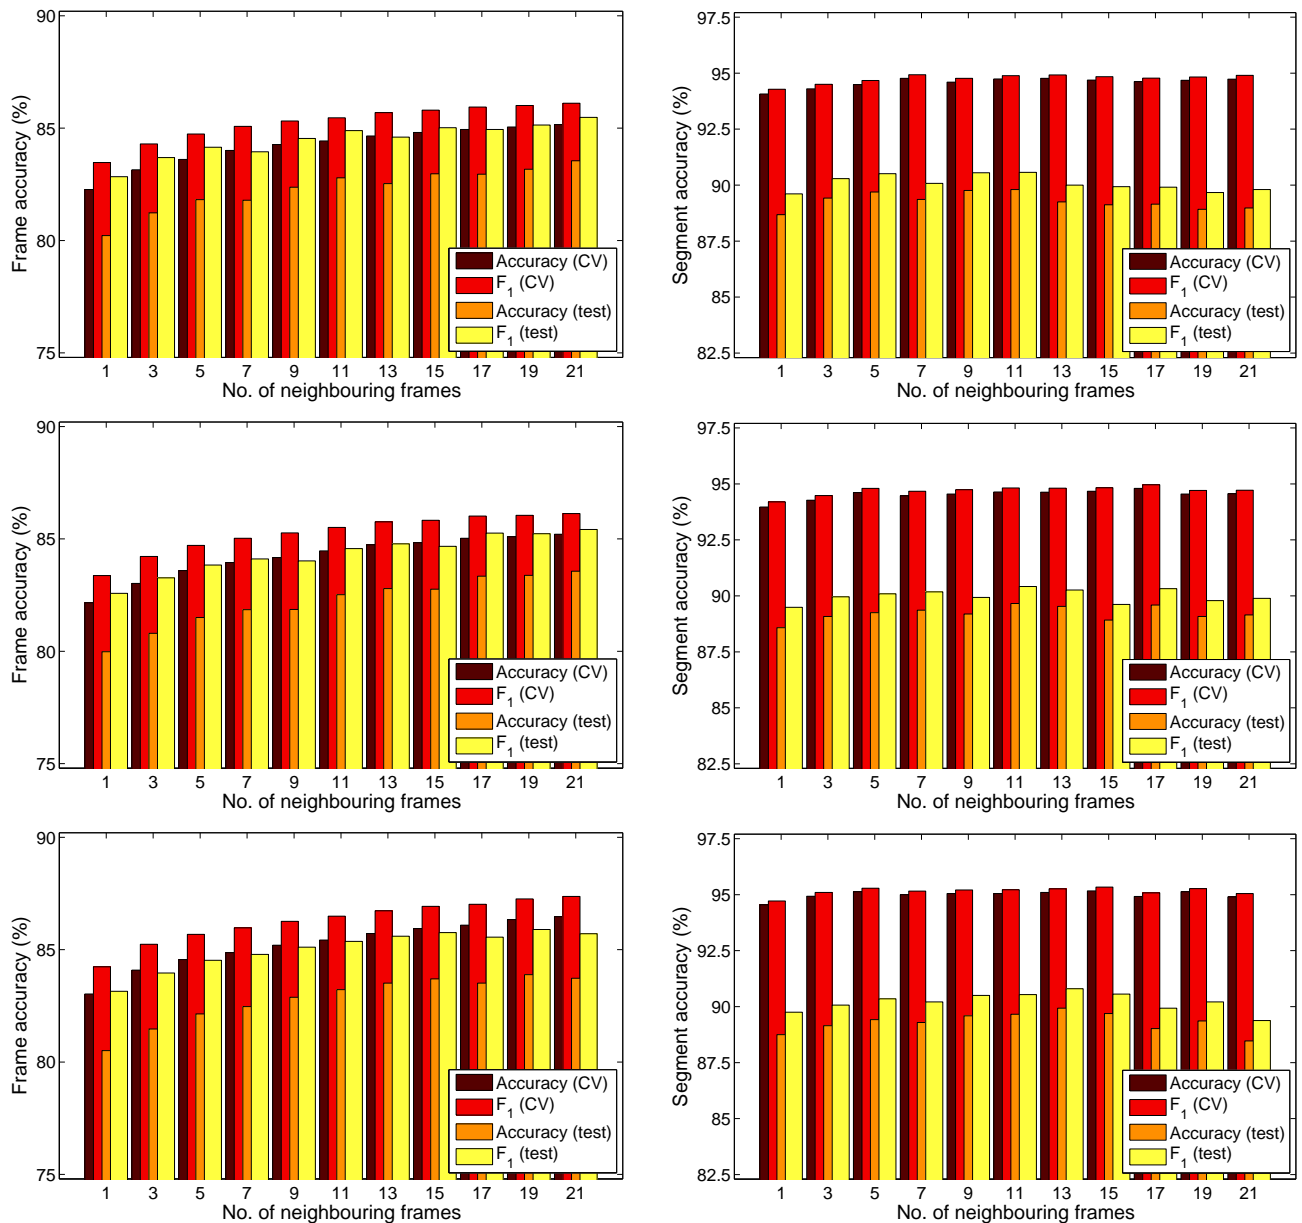 90
85
80
75
Frame accuracy (%)
1 3 5 7 9 11 13 15 17 19 21
No. of neighbouring frames
Accuracy (CV)
F1 (CV)
Accuracy (test)
F1 (test)
97.5
95
92.5
90
87.5
85
82.5
Segment accuracy (%)
1 3 5 7 9 11 13 15 17 19 21
No. of neighbouring frames
Accuracy (CV)
F1 (CV)
Accuracy (test)
F1 (test)
90
85
80
75
Frame accuracy (%)
1 3 5 7 9 11 13 15 17 19 21
No. of neighbouring frames
Accuracy (CV)
F1 (CV)
Accuracy (test)
F1 (test)
97.5
95
92.5
90
87.5
85
82.5
Segment accuracy (%)
1 3 5 7 9 11 13 15 17 19 21
No. of neighbouring frames
Accuracy (CV)
F1 (CV)
Accuracy (test)
F1 (test)
90
85
80
75
Frame accuracy (%)
1 3 5 7 9 11 13 15 17 19 21
No. of neighbouring frames
Accuracy (CV)
F1 (CV)
Accuracy (test)
F1 (test)
97.5
95
92.5
90
87.5
85
82.5
Segment accuracy (%)
1 3 5 7 9 11 13 15 17 19 21
No. of neighbouring frames
Accuracy (CV)
F1 (CV)
Accuracy (test)
F1 (test)